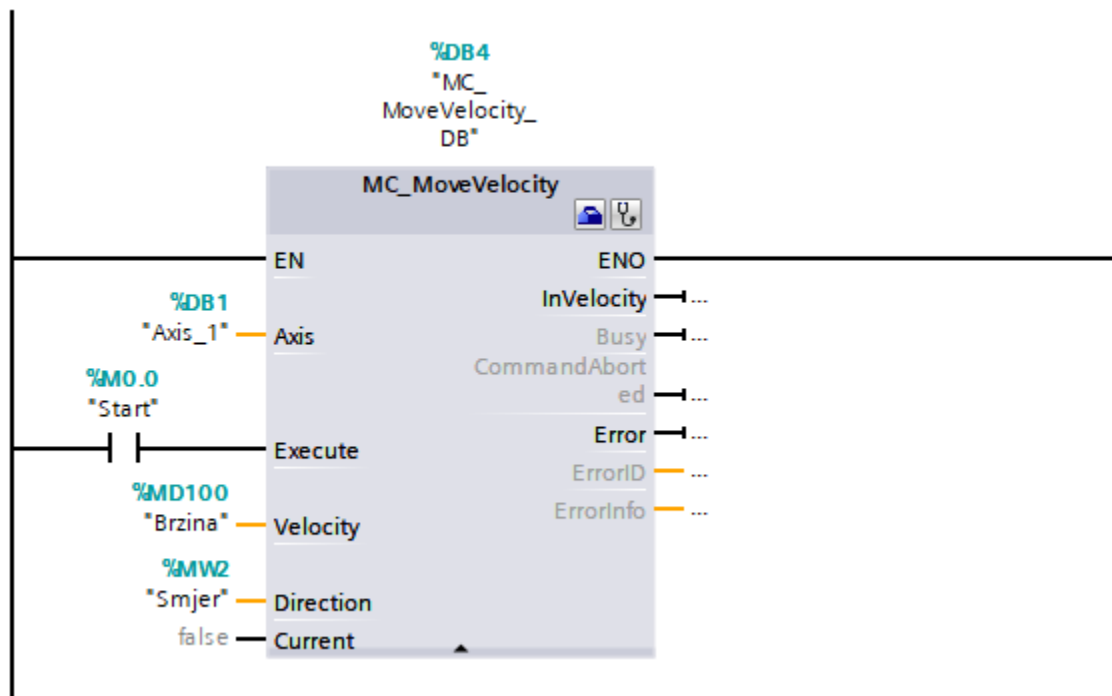 %DB4
"MC_
MoveVelocity_
DB"
MC_MoveVelocity
EN
ENO
%DB1
"Axis_1"
Axis
InVelocity
...
Busy
...
CommandAbort
ed
...
%M0.0
"Start"
Execute
Error
...
ErrorID
...
%MD100
"Brzina"
Velocity
ErrorInfo
...
%MW2
"Smjer"
Direction
false
Current